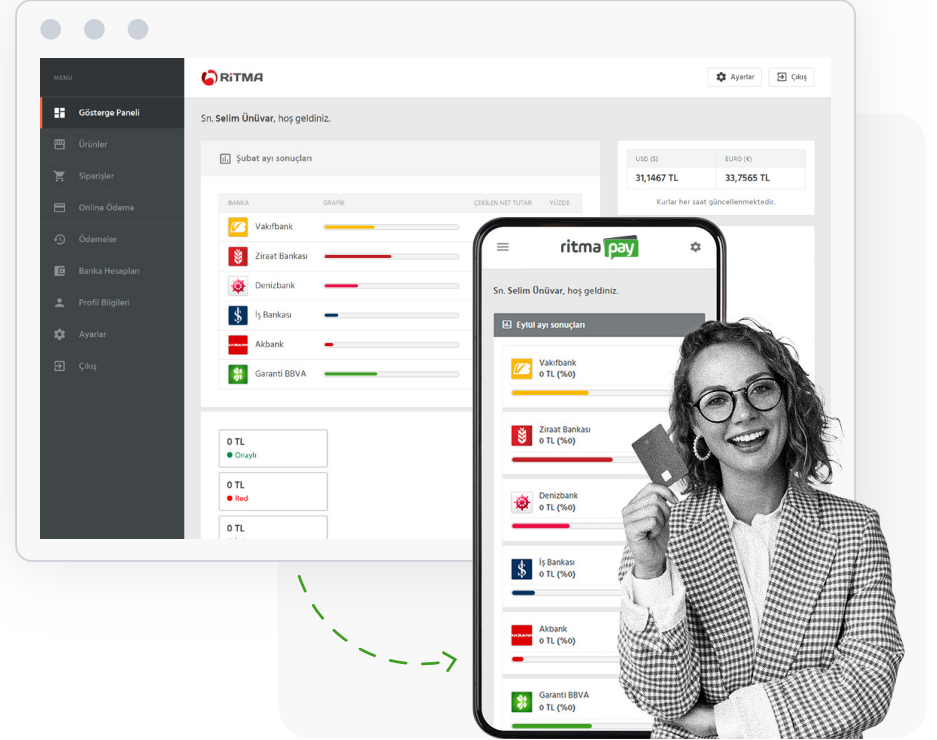 MENU
Gösterge Paneli
Ürünler
Siparişler
Online Ödeme
Ödemeler
Banka Hesapları
Profil Bilgileri
Ayarlar
Çıkış
RiTMA
Ayarlar
Çıkış
Sn. Selim Ünüvar, hoş geldiniz.
Şubat ayı sonuçları
BANKA GRAFİK ÇEKİLEN NET TUTAR YÜZDE
Vakıfbank
Ziraat Bankası
Denizbank
İş Bankası
Akbank
Garanti BBVA
USD ($) EURO (€)
31,1467 TL 33,7565 TL
Kurlar her saat güncellenmektedir.
0 TL
Onaylı
0 TL
Red
0 TL
ritma pay
Sn. Selim Ünüvar, hoş geldiniz.
Eylül ayı sonuçları
Vakıfbank
0 TL (%0)
Ziraat Bankası
0 TL (%0)
Denizbank
0 TL (%0)
İş Bankası
0 TL (%0)
AKBANK
Akbank
0 TL (%0)
Garanti BBVA
0 TL (%0)